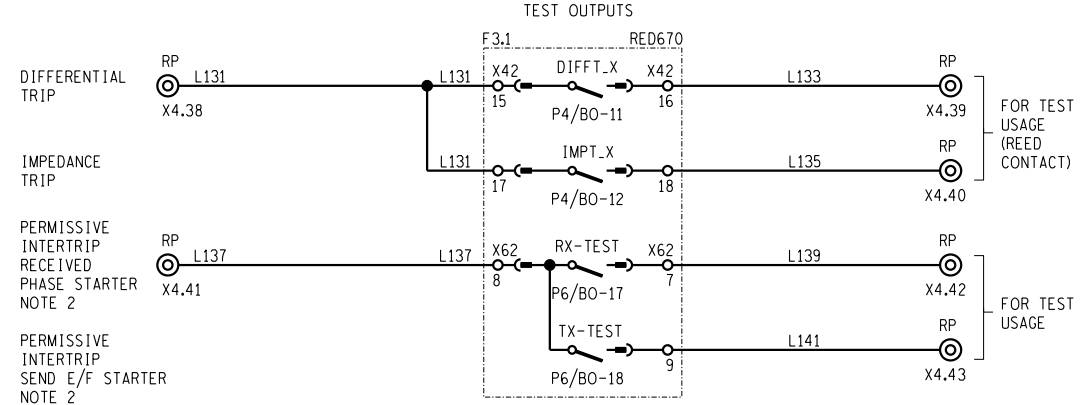 TEST OUTPUTS
F3.1 RED670
DIFFERENTIAL
TRIP
RP
L131
X4.38
L131
X42
15
DIFFT_X
P4/BO-11
X42
16
L133
RP
X4.39
IMPEDANCE
TRIP
L131
17
IMPT_X
P4/BO-12
18
L135
RP
X4.40
FOR TEST
USAGE
(REED
CONTACT)
PERMISSIVE
INTERTRIP
RECEIVED
PHASE STARTER
NOTE 2
RP
L137
X4.41
L137
X62
8
RX-TEST
P6/BO-17
X62
7
L139
RP
X4.42
PERMISSIVE
INTERTRIP
SEND E/F STARTER
NOTE 2
TX-TEST
P6/BO-18
9
L141
RP
X4.43
FOR TEST
USAGE